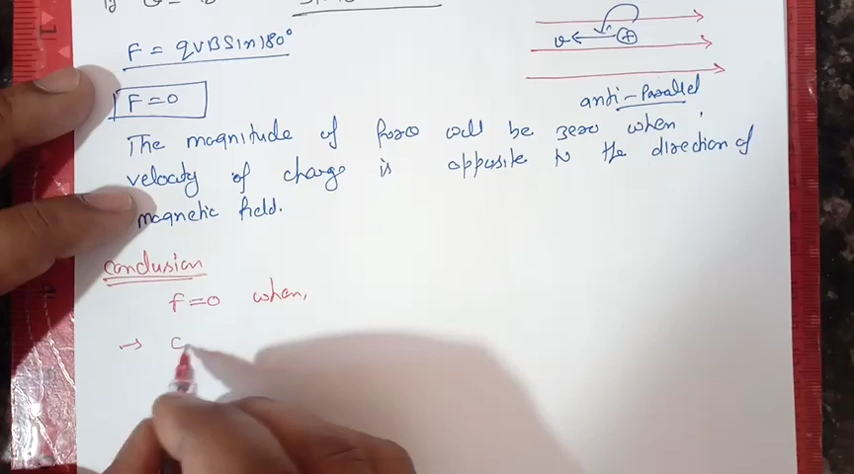 F = qVBSin180°
F = 0
v
+
anti-Parallel
The magnitude of force will be zero when
velocity of charge is opposite to the direction of
magnetic field.
Conclusion
f = 0 when,
→ C